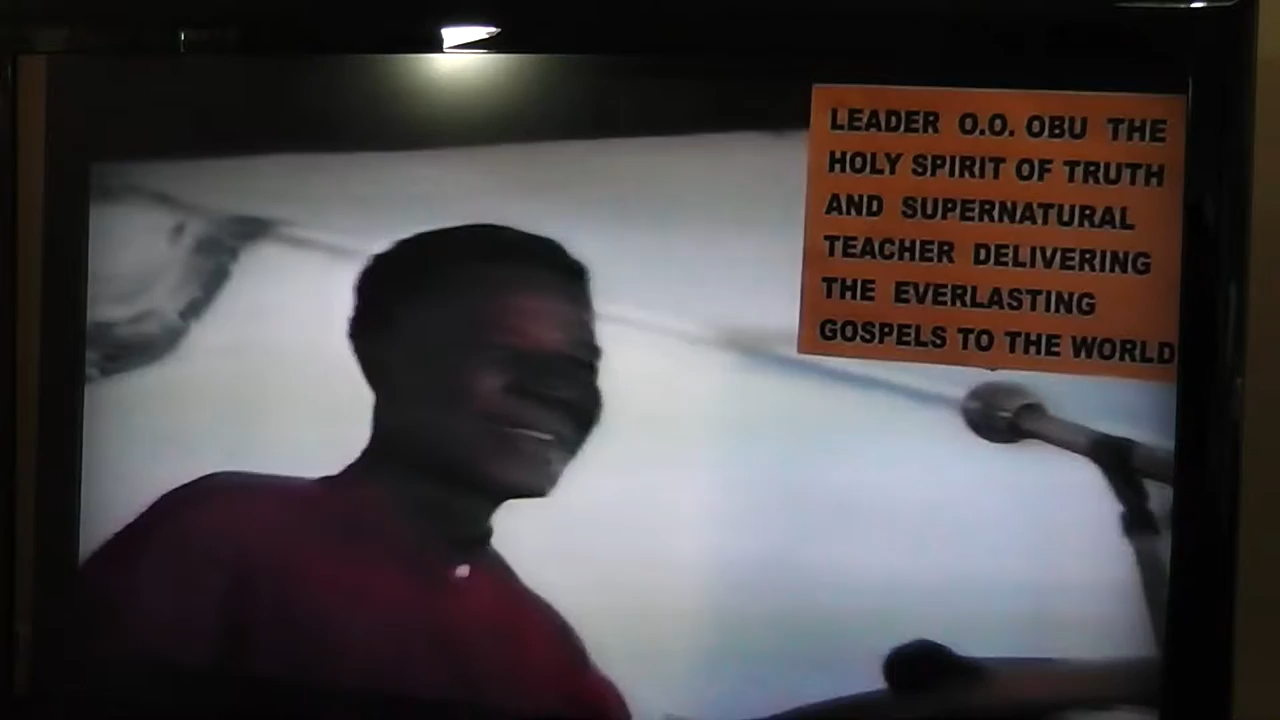 LEADER O.O. OBU THE
HOLY SPIRIT OF TRUTH
AND SUPERNATURAL
TEACHER DELIVERING
THE EVERLASTING
GOSPELS TO THE WORLD